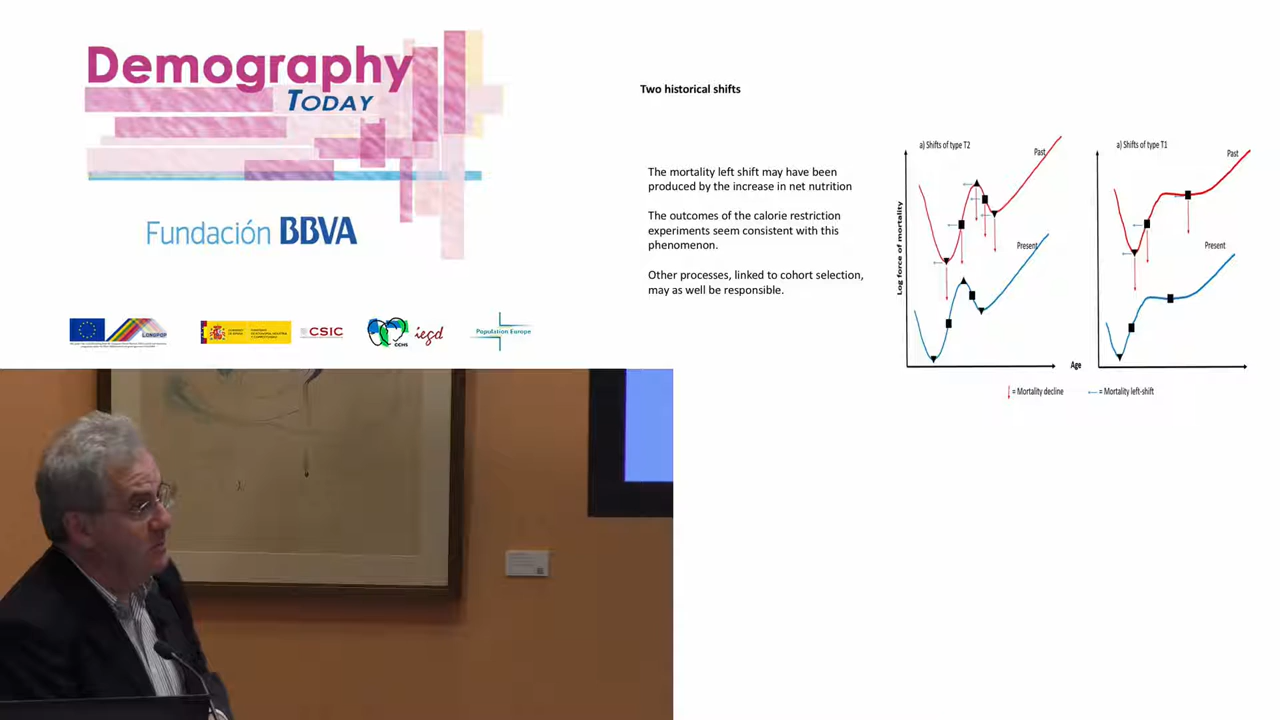 Demography
TODAY
Fundación BBVA
LONGPOP
CSIC
CCHS
iegd
Population Europe
Two historical shifts
The mortality left shift may have been
produced by the increase in net nutrition
The outcomes of the calorie restriction
experiments seem consistent with this
phenomenon.
Other processes, linked to cohort selection,
may as well be responsible.
a) Shifts of type T2
Past
Present
Log force of mortality
a) Shifts of type T1
Past
Present
Age
= Mortality decline
= Mortality left-shift